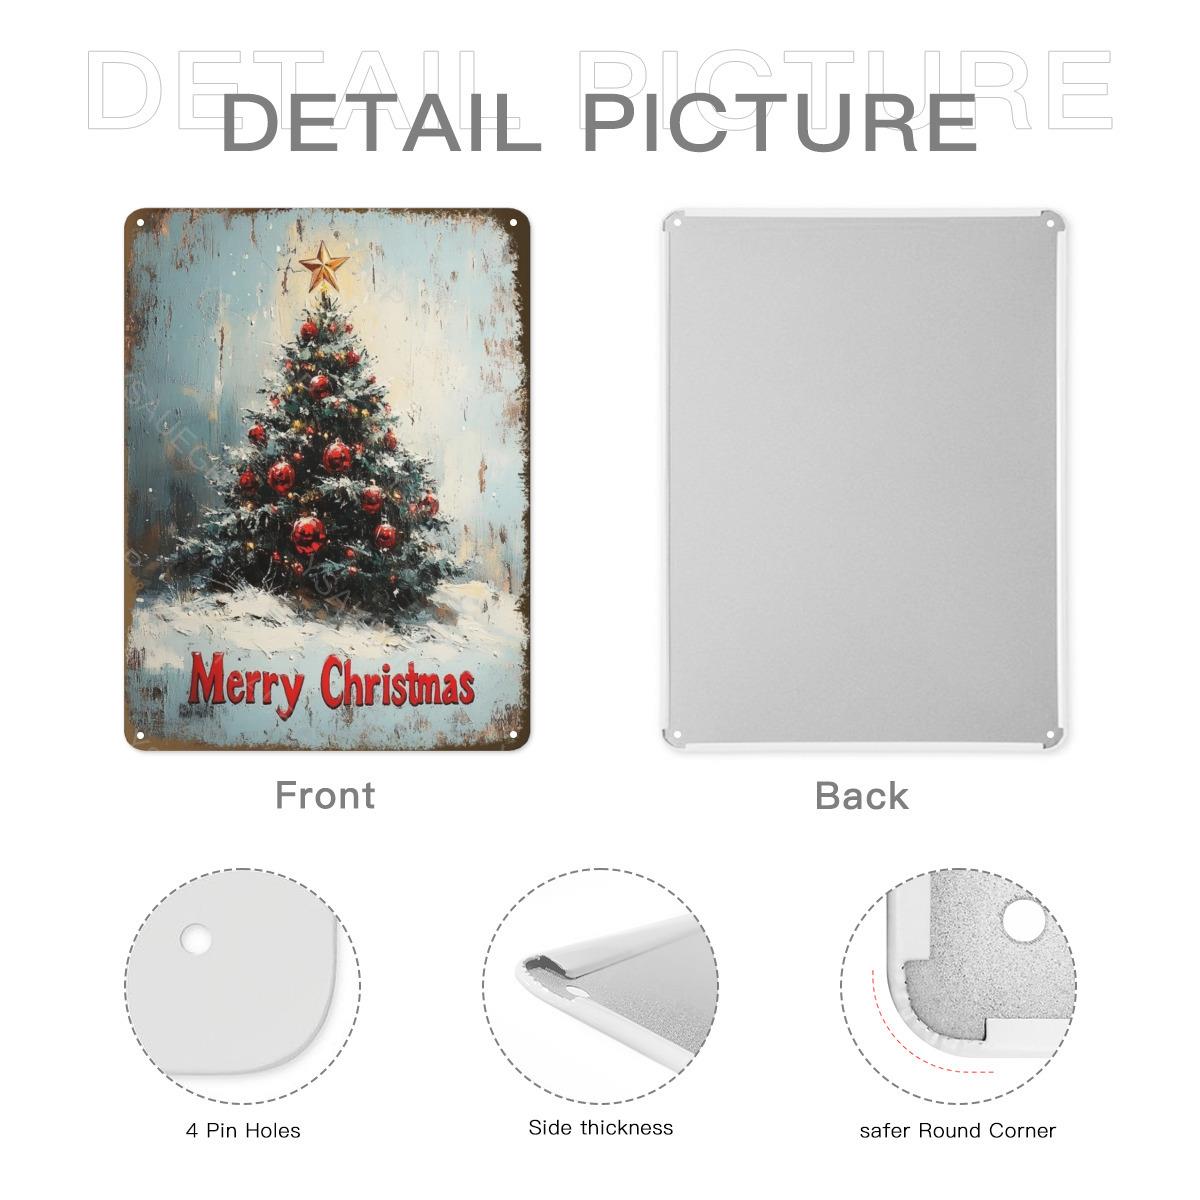 DETAIL PICTURE
DETAIL PICTURE
Merry Christmas
Front
Back
4 Pin Holes
Side thickness
safer Round Corner